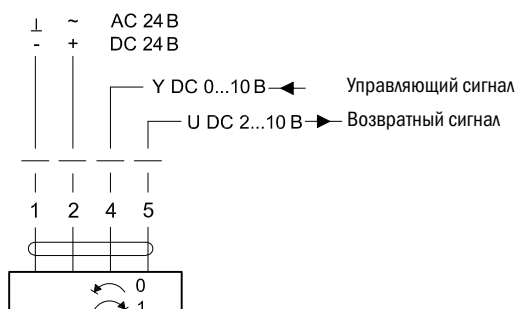 ⊥ ~ AC 24 В
- + DC 24 В
Y DC 0...10 В Управляющий сигнал
U DC 2...10 В Возвратный сигнал
1 2 4 5
0
1